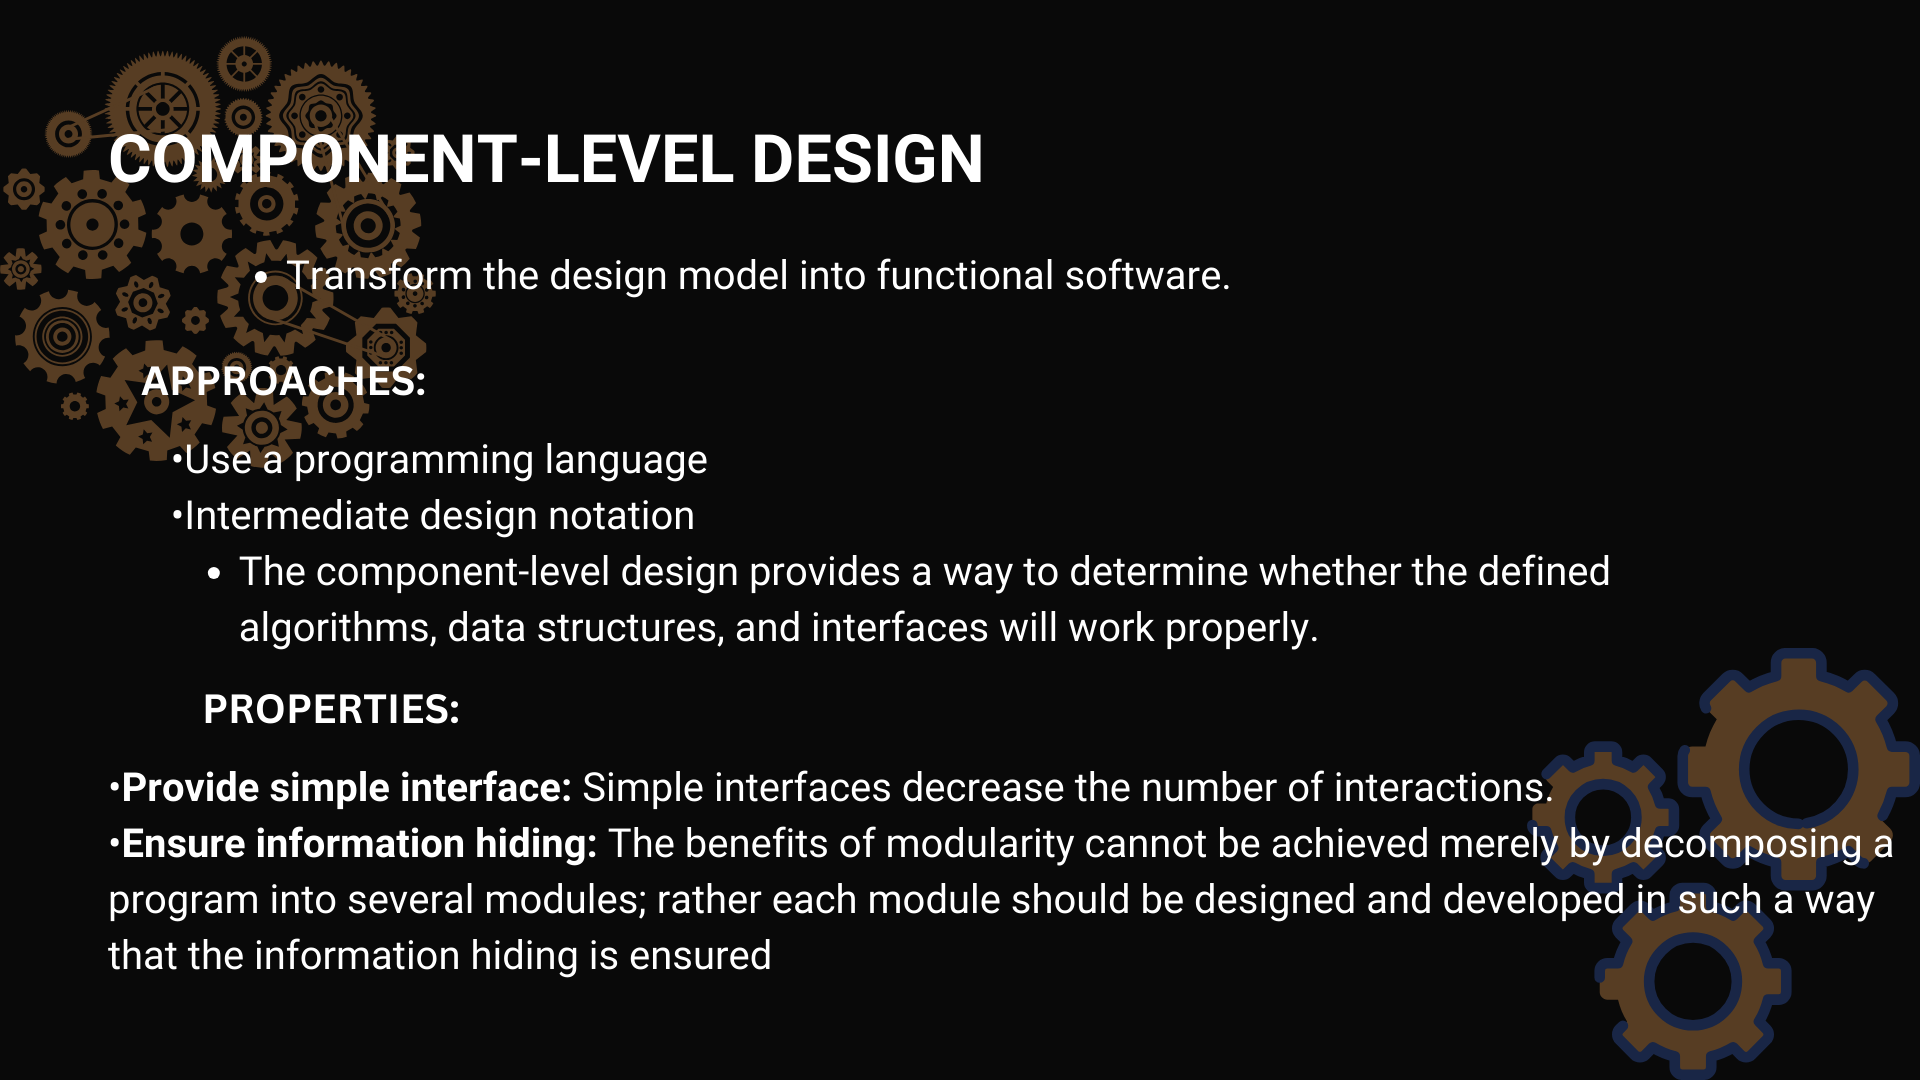 COMPONENT-LEVEL DESIGN
• Transform the design model into functional software.
APPROACHES:
•Use a programming language
•Intermediate design notation
• The component-level design provides a way to determine whether the defined
algorithms, data structures, and interfaces will work properly.
PROPERTIES:
•Provide simple interface: Simple interfaces decrease the number of interactions.
•Ensure information hiding: The benefits of modularity cannot be achieved merely by decomposing a
program into several modules; rather each module should be designed and developed in such a way
that the information hiding is ensured